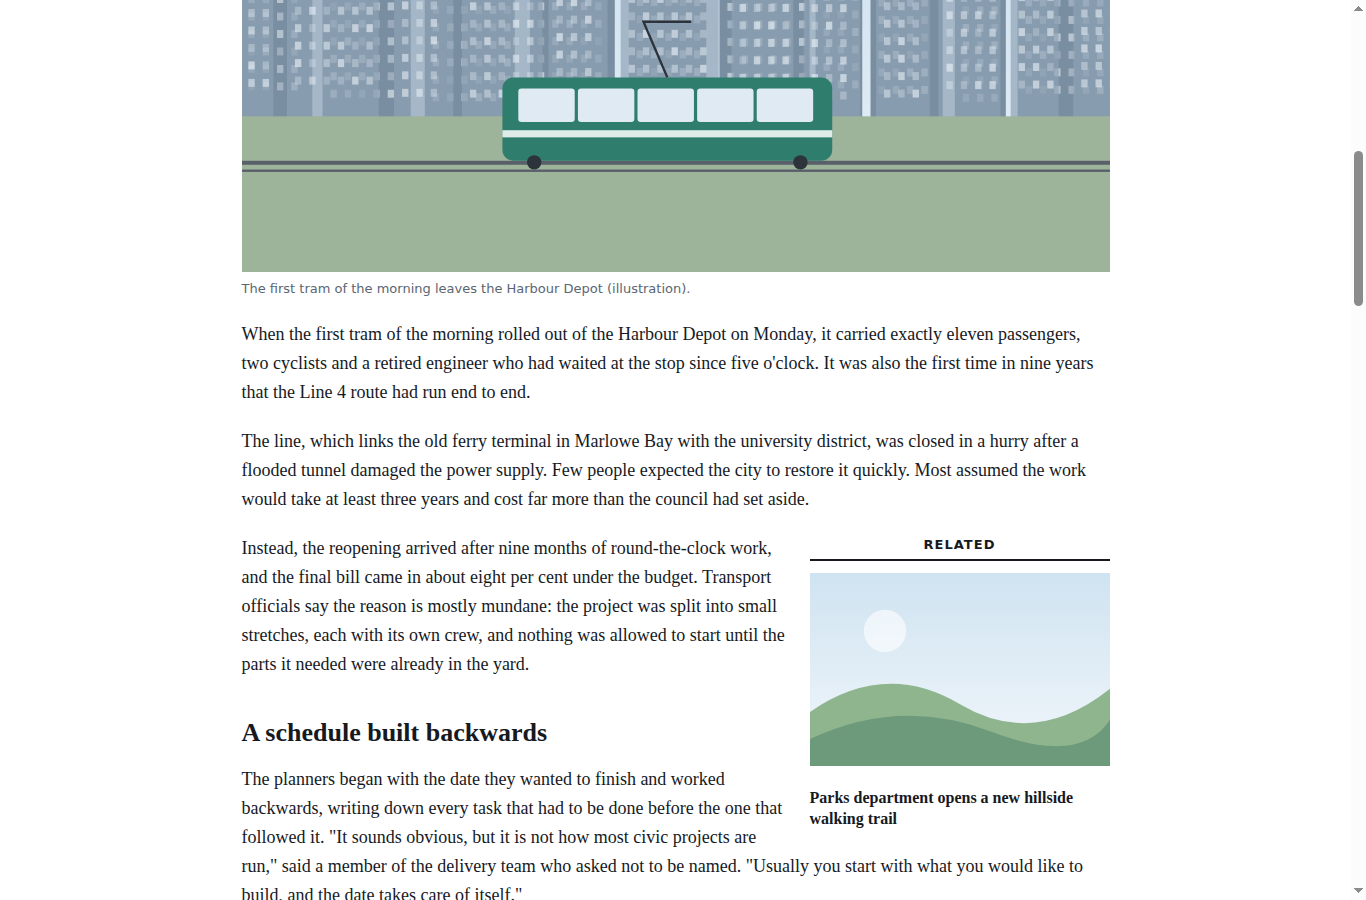 The first tram of the morning leaves the Harbour Depot (illustration).
When the first tram of the morning rolled out of the Harbour Depot on Monday, it carried exactly eleven passengers,
two cyclists and a retired engineer who had waited at the stop since five o'clock. It was also the first time in nine years
that the Line 4 route had run end to end.
The line, which links the old ferry terminal in Marlowe Bay with the university district, was closed in a hurry after a
flooded tunnel damaged the power supply. Few people expected the city to restore it quickly. Most assumed the work
would take at least three years and cost far more than the council had set aside.
Instead, the reopening arrived after nine months of round-the-clock work,
and the final bill came in about eight per cent under the budget. Transport
officials say the reason is mostly mundane: the project was split into small
stretches, each with its own crew, and nothing was allowed to start until the
parts it needed were already in the yard.
RELATED
Parks department opens a new hillside
walking trail
A schedule built backwards
The planners began with the date they wanted to finish and worked
backwards, writing down every task that had to be done before the one that
followed it. "It sounds obvious, but it is not how most civic projects are
run," said a member of the delivery team who asked not to be named. "Usually you start with what you would like to
build, and the date takes care of itself."